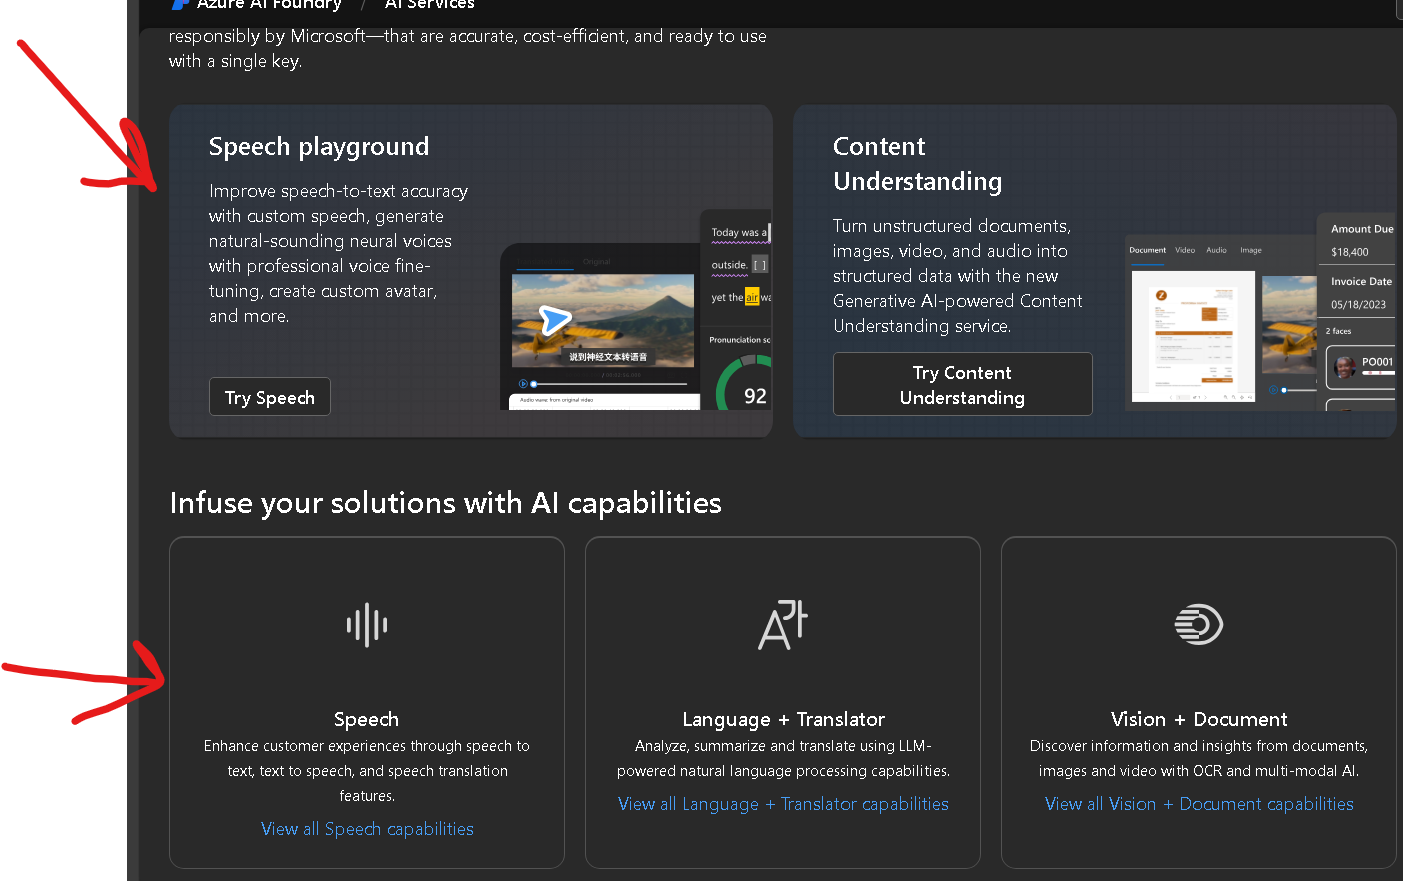 Azure AI Foundry / AI Services
responsibly by Microsoft—that are accurate, cost-efficient, and ready to use
with a single key.
Speech playground
Improve speech-to-text accuracy
with custom speech, generate
natural-sounding neural voices
with professional voice fine-
tuning, create custom avatar,
and more.
Try Speech
Original
说到神经文本转语音
Audio wave from original video
Today was a
outside. [ ]
yet the air wa
Pronunciation sc
92
Content
Understanding
Turn unstructured documents,
images, video, and audio into
structured data with the new
Generative AI-powered Content
Understanding service.
Try Content
Understanding
Document Video Audio Image
Amount Due
$18,400
Invoice Date
05/18/2023
2 faces
PO001
Infuse your solutions with AI capabilities
Speech
Enhance customer experiences through speech to
text, text to speech, and speech translation
features.
View all Speech capabilities
Language + Translator
Analyze, summarize and translate using LLM-
powered natural language processing capabilities.
View all Language + Translator capabilities
Vision + Document
Discover information and insights from documents,
images and video with OCR and multi-modal AI.
View all Vision + Document capabilities